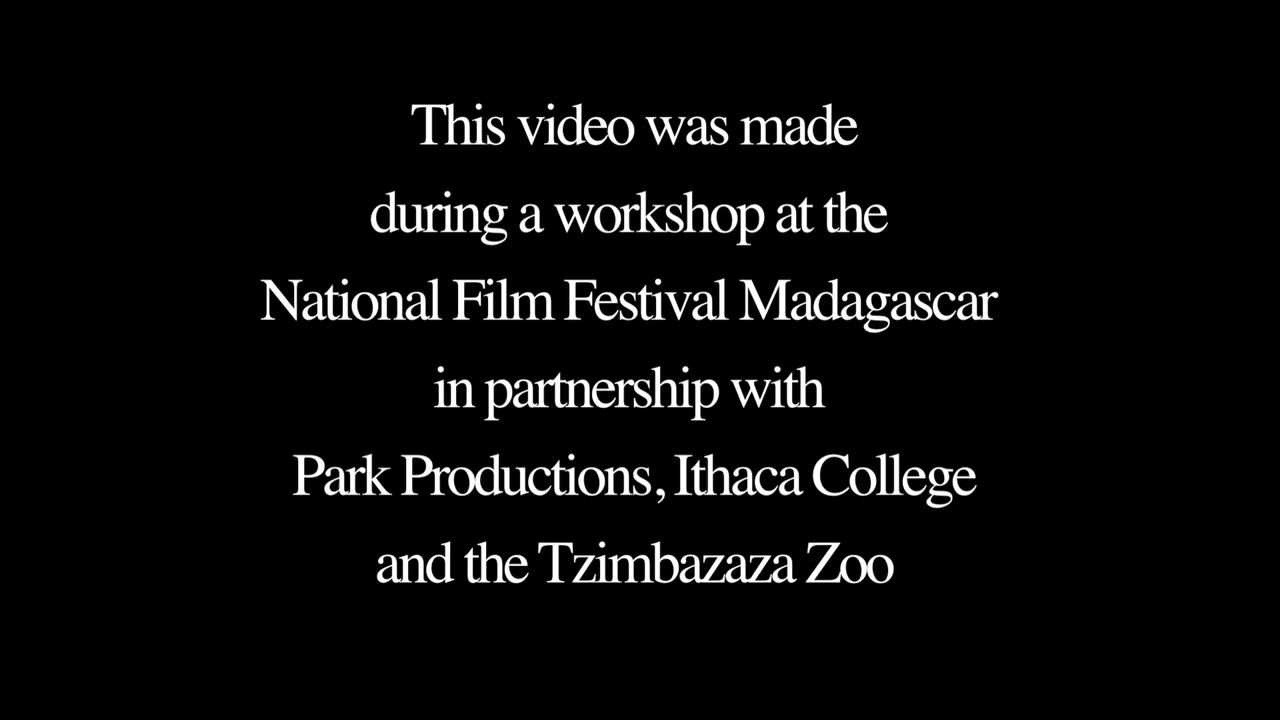 This video was made
during a workshop at the
National Film Festival Madagascar
in partnership with
Park Productions, Ithaca College
and the Tzimbazaza Zoo